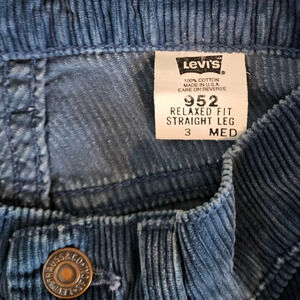 LEVI'S
100% COTTON
MADE IN U.S.A.
CARE ON REVERSE
952
RELAXED FIT
STRAIGHT LEG
3 MED